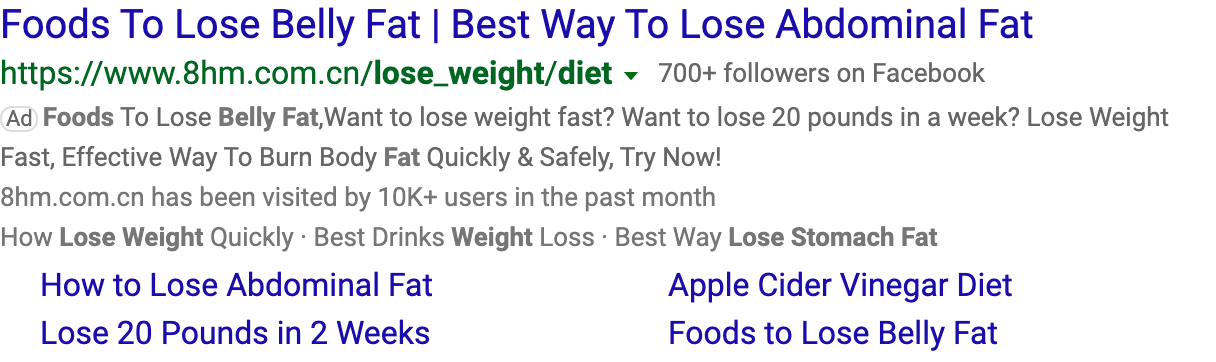 Foods To Lose Belly Fat | Best Way To Lose Abdominal Fat
https://www.8hm.com.cn/lose_weight/diet ▾ 700+ followers on Facebook
Ad Foods To Lose Belly Fat,Want to lose weight fast? Want to lose 20 pounds in a week? Lose Weight
Fast, Effective Way To Burn Body Fat Quickly & Safely, Try Now!
8hm.com.cn has been visited by 10K+ users in the past month
How Lose Weight Quickly · Best Drinks Weight Loss · Best Way Lose Stomach Fat
How to Lose Abdominal Fat Apple Cider Vinegar Diet
Lose 20 Pounds in 2 Weeks Foods to Lose Belly Fat